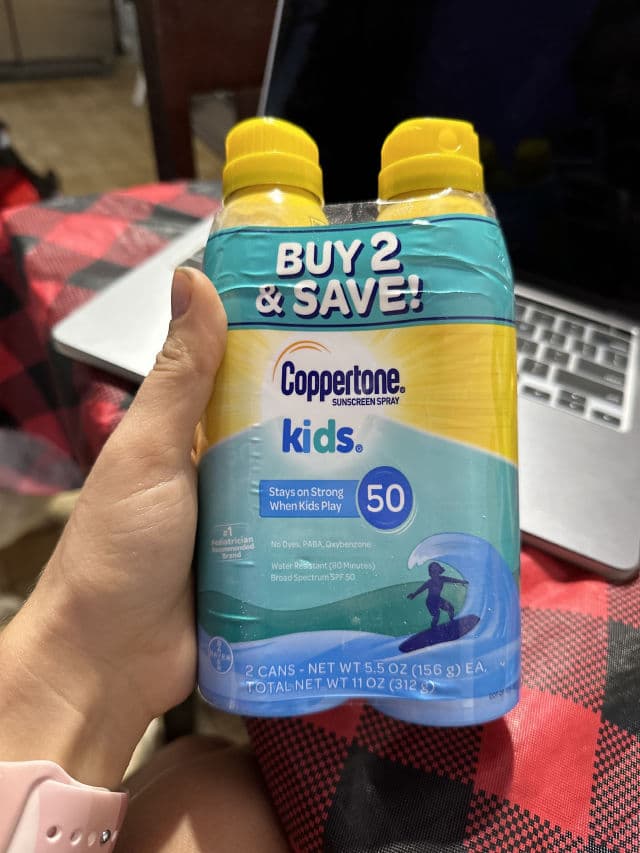 BUY 2
& SAVE!
Coppertone®
SUNSCREEN SPRAY
kids®
Stays on Strong
When Kids Play
50
#1
Pediatrician
Recommended
Brand
No Dyes, PABA, Oxybenzone
Water Resistant (80 Minutes)
Broad Spectrum SPF 50
BAYER
2 CANS - NET WT 5.5 OZ (156 g) EA.
TOTAL NET WT 11 OZ (312 g)